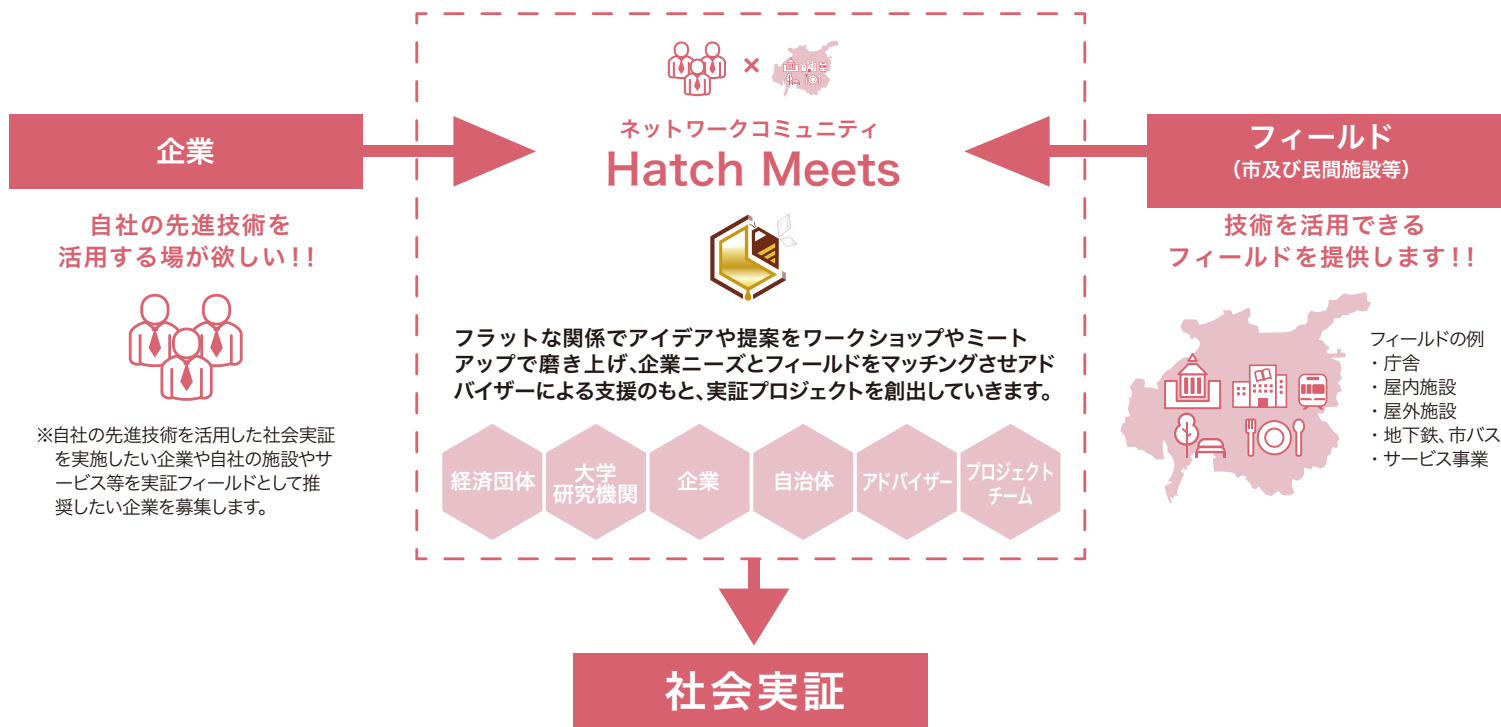 企業
自社の先進技術を
活用する場が欲しい!!
※自社の先進技術を活用した社会実証
を実施したい企業や自社の施設やサ
ービス等を実証フィールドとして推
奨したい企業を募集します。
×
ネットワークコミュニティ
Hatch Meets
フラットな関係でアイデアや提案をワークショップやミート
アップで磨き上げ、企業ニーズとフィールドをマッチングさせアド
バイザーによる支援のもと、実証プロジェクトを創出していきます。
経済団体
大学
研究機関
企業
自治体
アドバイザー
プロジェクト
チーム
フィールド
(市及び民間施設等)
技術を活用できる
フィールドを提供します!!
フィールドの例
・庁舎
・屋内施設
・屋外施設
・地下鉄、市バス
・サービス事業
社会実証